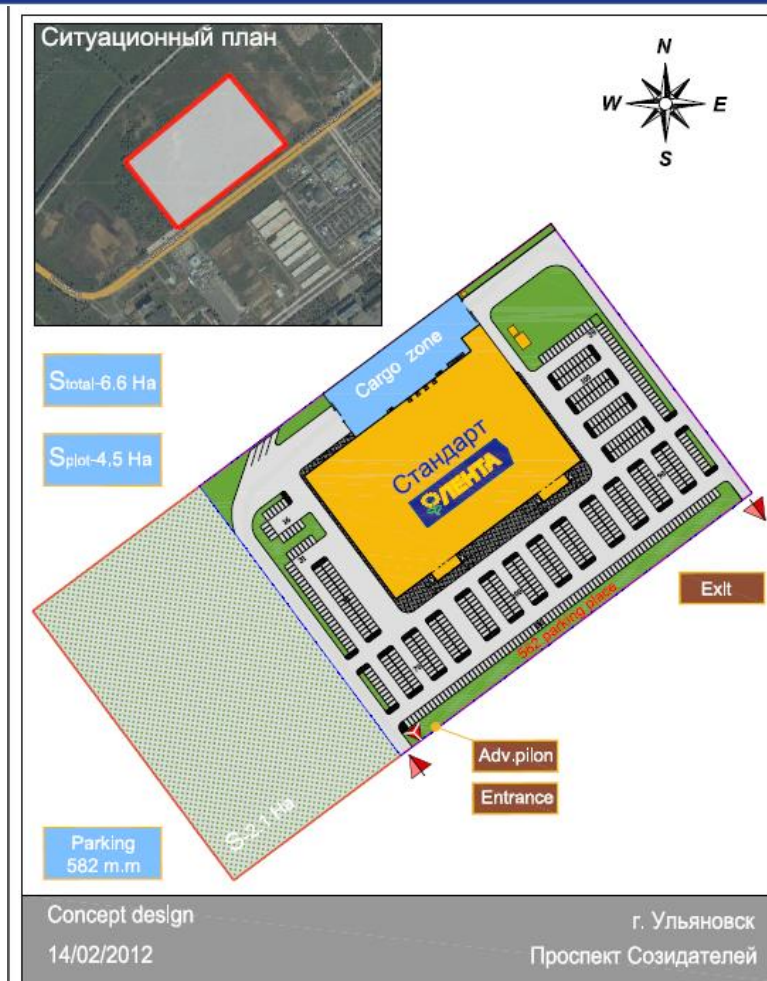 Ситуационный план
N
W E
S
Stotal-6.6 Ha
Splot-4,5 Ha
Cargo zone
Стандарт
ЛЕНТА
Exit
582 parking place
Adv.pilon
Entrance
S-2.1 Ha
Parking
582 m.m
Concept design
14/02/2012
г. Ульяновск
Проспект Созидателей